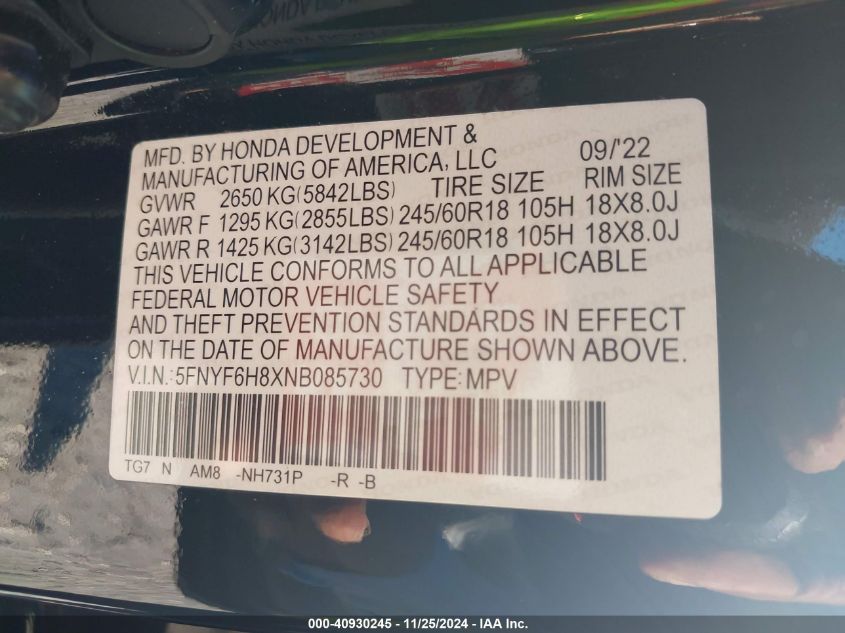 MFD. BY HONDA DEVELOPMENT &
MANUFACTURING OF AMERICA, LLC 09/'22
GVWR 2650 KG(5842LBS) TIRE SIZE RIM SIZE
GAWR F 1295 KG(2855LBS) 245/60R18 105H 18X8.0J
GAWR R 1425 KG(3142LBS) 245/60R18 105H 18X8.0J
THIS VEHICLE CONFORMS TO ALL APPLICABLE
FEDERAL MOTOR VEHICLE SAFETY
AND THEFT PREVENTION STANDARDS IN EFFECT
ON THE DATE OF MANUFACTURE SHOWN ABOVE.
V.I.N.:5FNYF6H8XNB085730 TYPE:MPV
TG7 N AM8 -NH731P -R -B
000-40930245 - 11/25/2024 - IAA Inc.